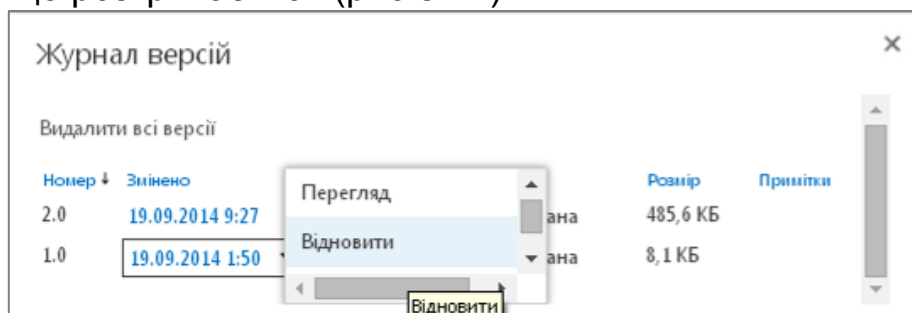 Журнал версій
Видалити всі версії
Номер Змінено Розмір Примітки
Перегляд
2.0 19.09.2014 9:27 ана 485,6 КБ
Відновити
1.0 19.09.2014 1:50 ана 8,1 КБ
Відновити